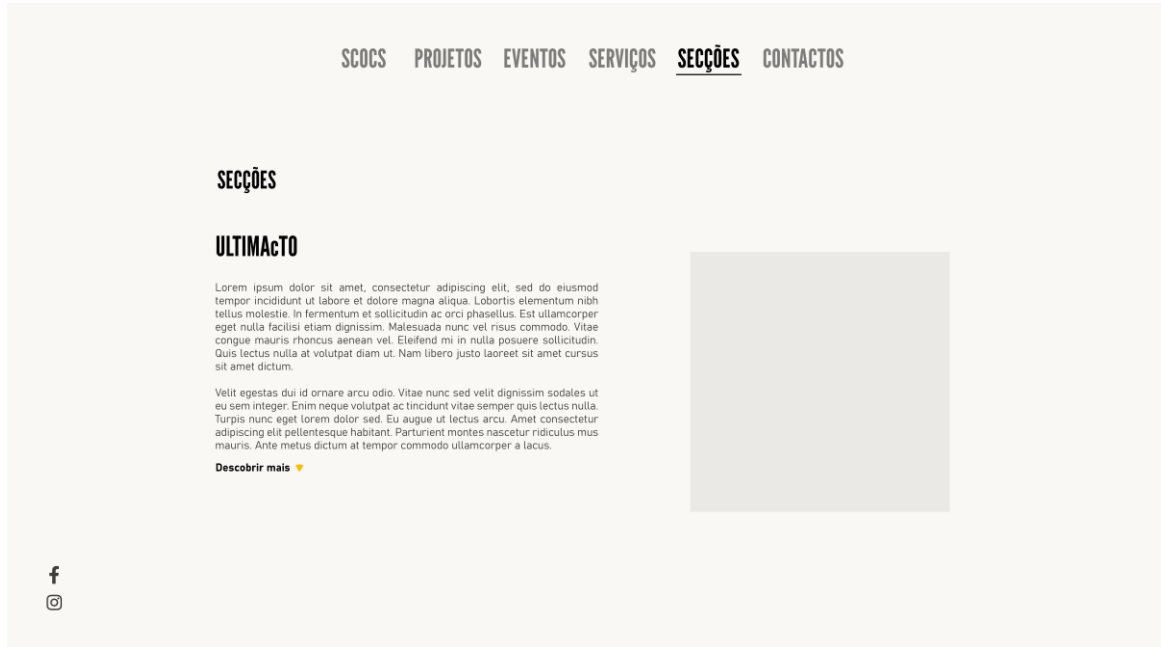 SCOCS PROJETOS EVENTOS SERVIÇOS SECÇÕES CONTACTOS
SECÇÕES
ULTIMAcTO
Lorem ipsum dolor sit amet, consectetur adipiscing elit, sed do eiusmod
tempor incididunt ut labore et dolore magna aliqua. Lobortis elementum nibh
tellus molestie. In fermentum et sollicitudin ac orci phasellus. Est ullamcorper
eget nulla facilisi etiam dignissim. Malesuada nunc vel risus commodo. Vitae
congue mauris rhoncus aenean vel. Eleifend mi in nulla posuere sollicitudin.
Quis lectus nulla at volutpat diam ut. Nam libero justo laoreet sit amet cursus
sit amet dictum.
Velit egestas dui id ornare arcu odio. Vitae nunc sed velit dignissim sodales ut
eu sem integer. Enim neque volutpat ac tincidunt vitae semper quis lectus nulla.
Turpis nunc eget lorem dolor sed. Eu augue ut lectus arcu. Amet consectetur
adipiscing elit pellentesque habitant. Parturient montes nascetur ridiculus mus
mauris. Ante metus dictum at tempor commodo ullamcorper a lacus.
Descobrir mais